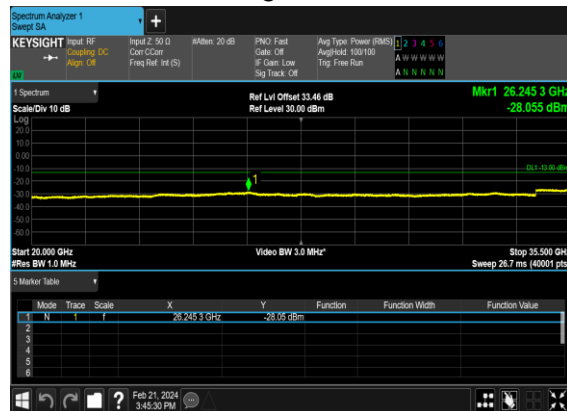 Spectrum Analyzer 1
Swept SA
+
KEYSIGHT Input: RF Input Z: 50 Ω #Atten: 20 dB PNO: Fast Avg Type: Power (RMS) 1 2 3 4 5 6
Coupling: DC Corr CCorr Gate: Off Avg|Hold: 100/100 A W W W W W
Align: Off Freq Ref: Int (S) IF Gain: Low Trig: Free Run
Sig Track: Off A N N N N N
1 Spectrum Ref Lvl Offset 33.46 dB Mkr1 26.245 3 GHz
Scale/Div 10 dB Ref Level 30.00 dBm -28.055 dBm
Log
20.0
10.0
0.00
-10.0 DL1 -13.00 dBm
-20.0 1
-30.0
-40.0
-50.0
-60.0
Start 20.000 GHz Video BW 3.0 MHz* Stop 35.500 GHz
#Res BW 1.0 MHz Sweep 26.7 ms (40001 pts)
5 Marker Table
Mode Trace Scale X Y Function Function Width Function Value
1 N 1 f 26.245 3 GHz -28.05 dBm
2
3
4
5
6
? Feb 21, 2024
3:45:30 PM